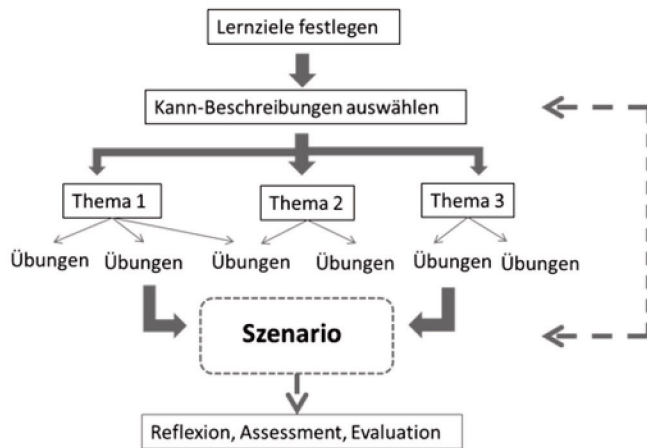 Lernziele festlegen
Kann-Beschreibungen auswählen
Thema 1
Thema 2
Thema 3
Übungen
Übungen
Übungen
Übungen
Übungen
Übungen
Szenario
Reflexion, Assessment, Evaluation